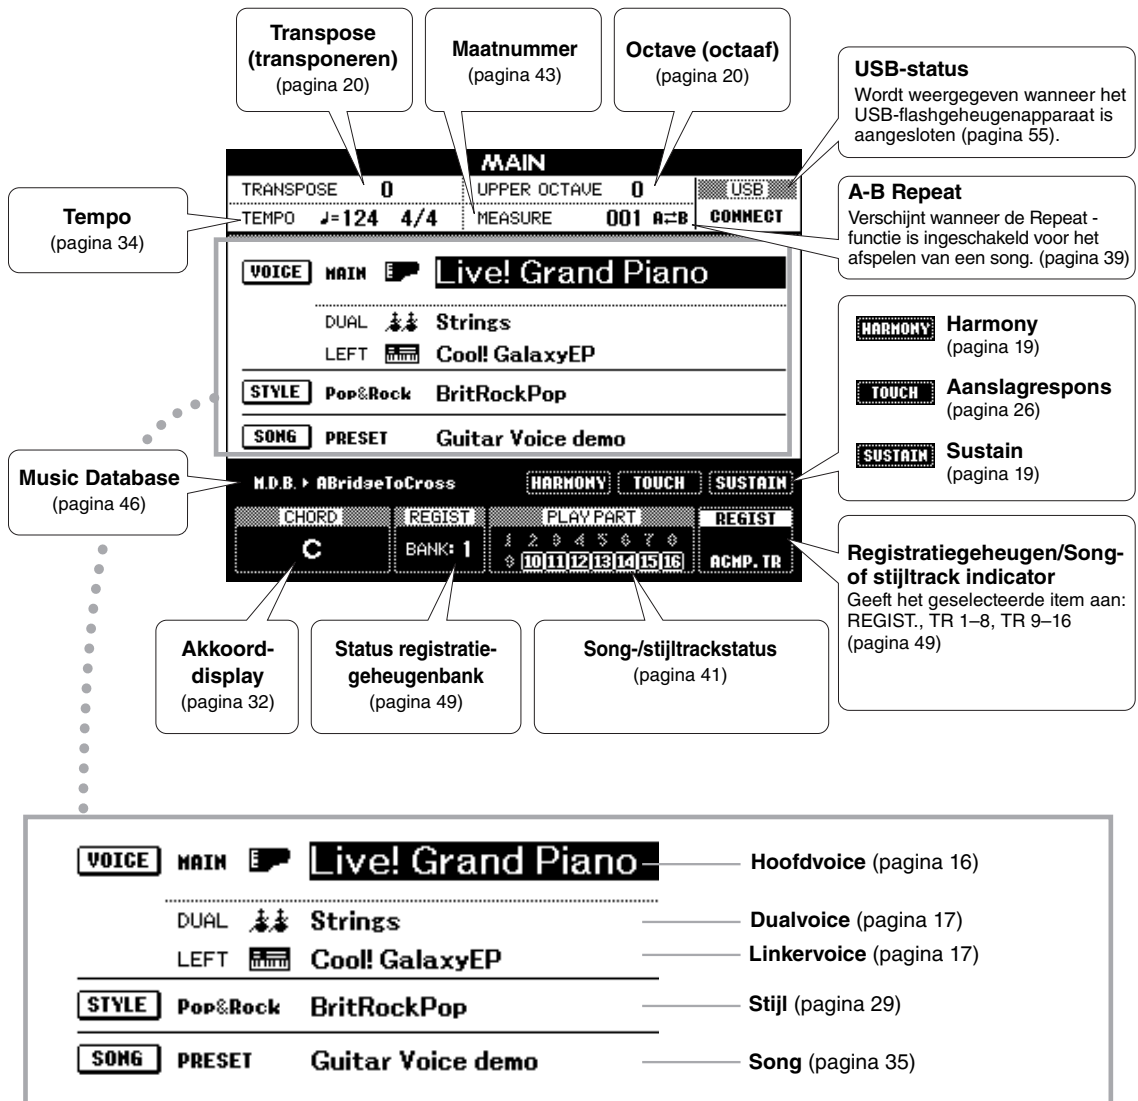 Transpose
(transponeren)
(pagina 20)
Maatnummer
(pagina 43)
Octave (octaaf)
(pagina 20)
USB-status
Wordt weergegeven wanneer het
USB-flashgeheugenapparaat is
aangesloten (pagina 55).
Tempo
(pagina 34)
MAIN
TRANSPOSE 0
UPPER OCTAVE 0
USB
TEMPO ♩=124 4/4
MEASURE 001 A⇄B
CONNECT
A-B Repeat
Verschijnt wanneer de Repeat -
functie is ingeschakeld voor het
afspelen van een song. (pagina 39)
VOICE MAIN Live! Grand Piano
DUAL Strings
LEFT Cool! GalaxyEP
STYLE Pop&Rock BritRockPop
SONG PRESET Guitar Voice demo
HARMONY Harmony
(pagina 19)
TOUCH Aanslagrespons
(pagina 26)
SUSTAIN Sustain
(pagina 19)
Music Database
(pagina 46)
M.D.B. ▸ ABridgeToCross
HARMONY TOUCH SUSTAIN
CHORD REGIST PLAY PART REGIST
C
BANK: 1
1 2 3 4 5 6 7 8
9 10 11 12 13 14 15 16
ACMP. TR
Registratiegeheugen/Song-
of stijltrack indicator
Geeft het geselecteerde item aan:
REGIST., TR 1–8, TR 9–16
(pagina 49)
Akkoord-
display
(pagina 32)
Status registratie-
geheugenbank
(pagina 49)
Song-/stijltrackstatus
(pagina 41)
VOICE MAIN Live! Grand Piano
Hoofdvoice (pagina 16)
DUAL Strings
Dualvoice (pagina 17)
LEFT Cool! GalaxyEP
Linkervoice (pagina 17)
STYLE Pop&Rock BritRockPop
Stijl (pagina 29)
SONG PRESET Guitar Voice demo
Song (pagina 35)